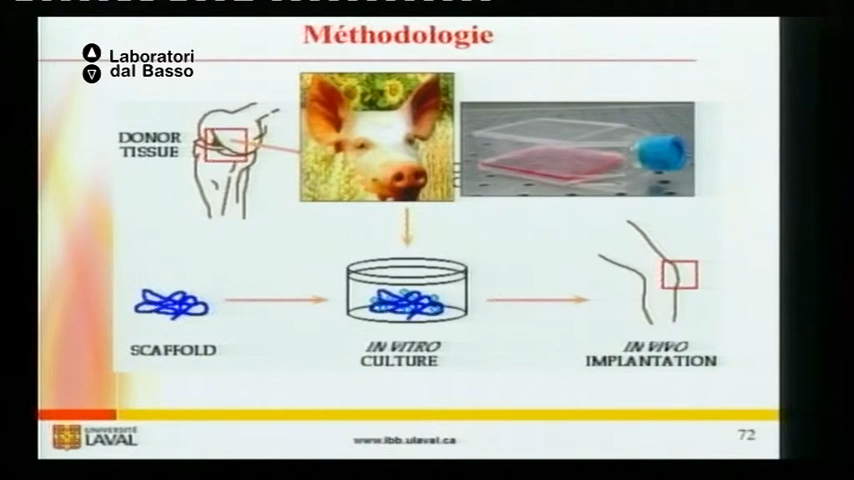 Méthodologie
Laboratori
dal Basso
DONOR
TISSUE
SCAFFOLD
IN VITRO
CULTURE
IN VIVO
IMPLANTATION
UNIVERSITÉ
LAVAL
www.lbb.ulaval.ca
72